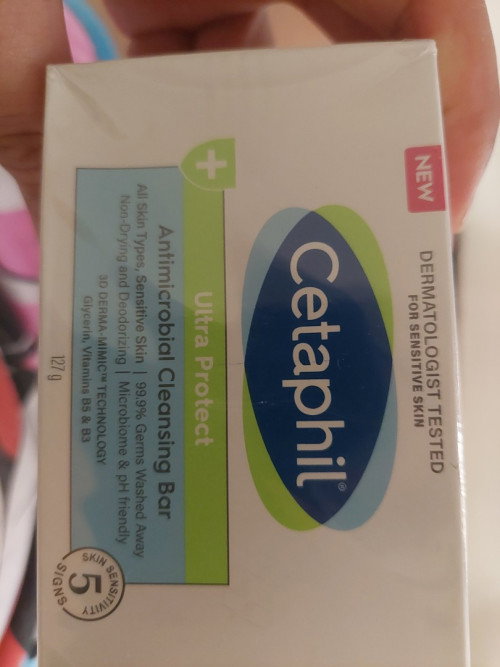 NEW
DERMATOLOGIST TESTED
FOR SENSITIVE SKIN
Cetaphil®
Ultra Protect
Antimicrobial Cleansing Bar
All Skin Types, Sensitive Skin | 99.9% Germs Washed Away
Non-Drying and Deodorizing | Microbiome & pH friendly
3D DERMA-MIMIC™ TECHNOLOGY
Glycerin, Vitamins B5 & B3
127 g
SKIN SENSITIVITY
5
SIGNS